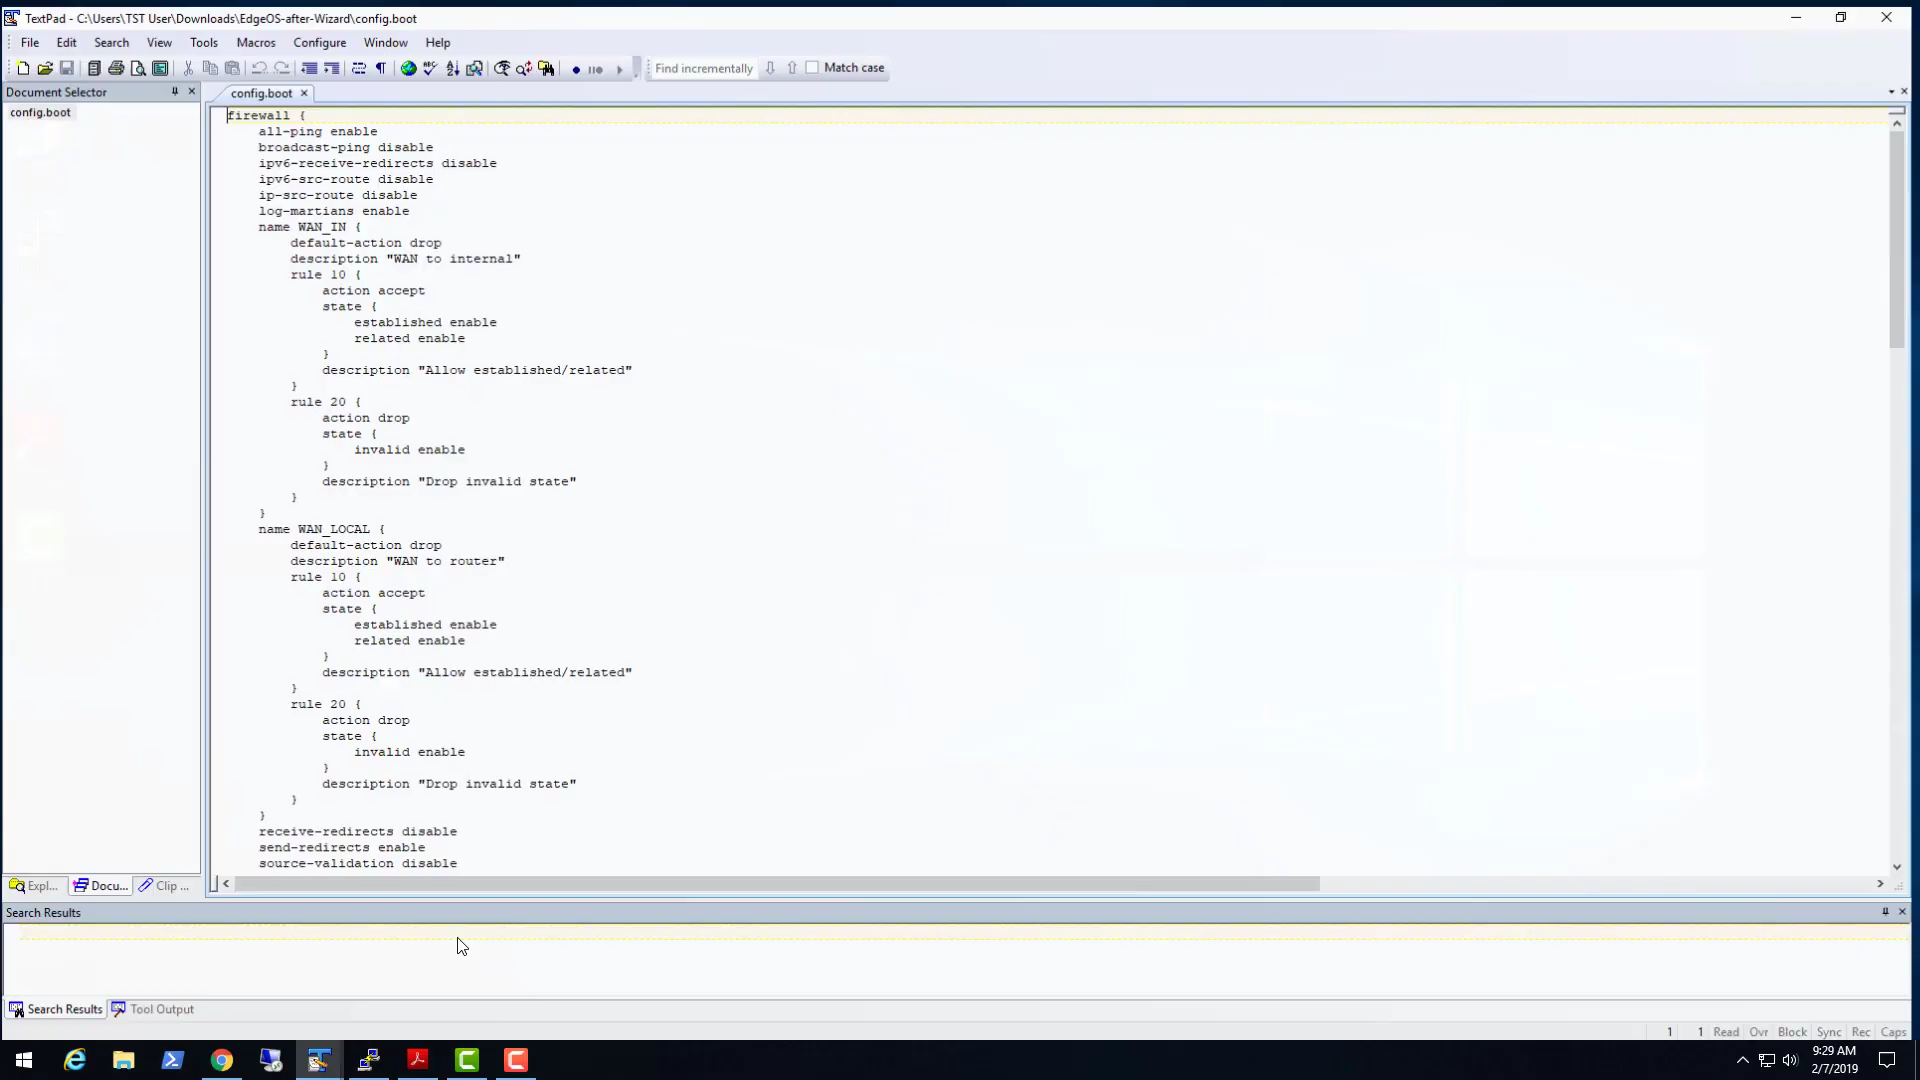 TextPad - C:\Users\TST User\Downloads\EdgeOS-after-Wizard\config.boot
File Edit Search View Tools Macros Configure Window Help
Find incrementally Match case
Document Selector
config.boot
config.boot
firewall {
    all-ping enable
    broadcast-ping disable
    ipv6-receive-redirects disable
    ipv6-src-route disable
    ip-src-route disable
    log-martians enable
    name WAN_IN {
        default-action drop
        description "WAN to internal"
        rule 10 {
            action accept
            state {
                established enable
                related enable
            }
            description "Allow established/related"
        }
        rule 20 {
            action drop
            state {
                invalid enable
            }
            description "Drop invalid state"
        }
    }
    name WAN_LOCAL {
        default-action drop
        description "WAN to router"
        rule 10 {
            action accept
            state {
                established enable
                related enable
            }
            description "Allow established/related"
        }
        rule 20 {
            action drop
            state {
                invalid enable
            }
            description "Drop invalid state"
        }
    }
    receive-redirects disable
    send-redirects enable
    source-validation disable
Expl... Docu... Clip ...
Search Results
Search Results Tool Output
1 1 Read Ovr Block Sync Rec Caps
9:29 AM
2/7/2019